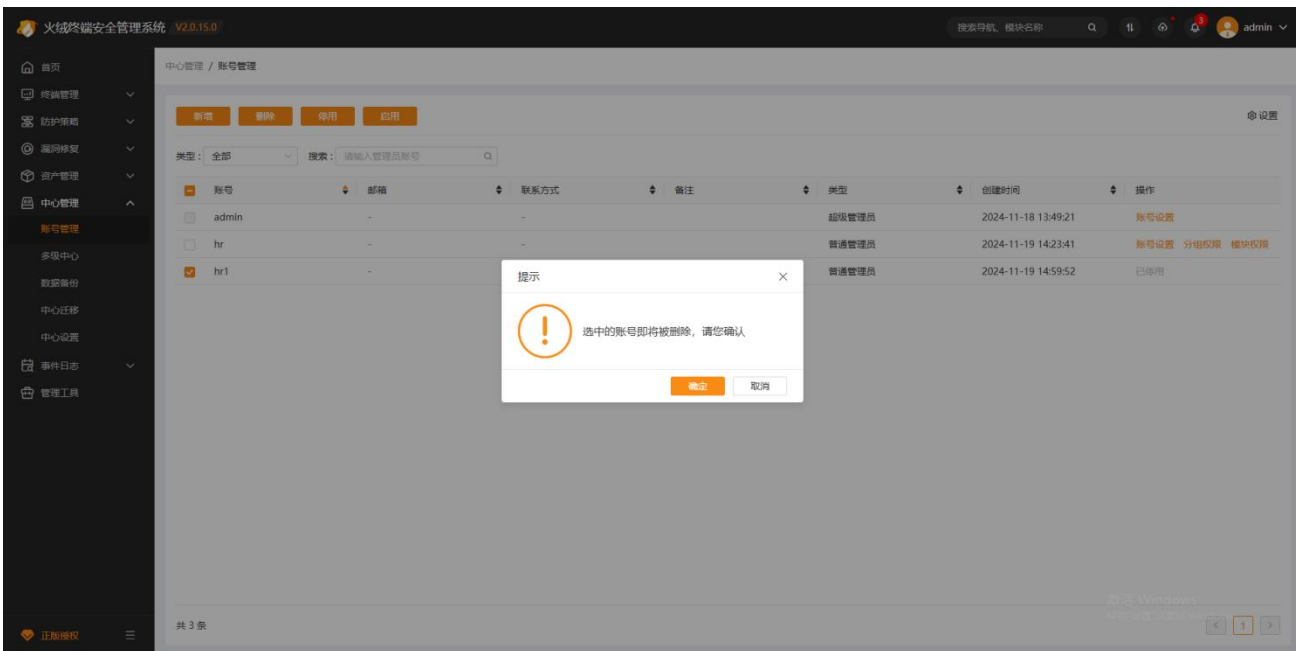 火绒终端安全管理系统 V2.0.15.0 搜索导航、模块名称 3 admin
首页
终端管理
防护策略
漏洞修复
资产管理
中心管理
账号管理
多级中心
数据备份
中心迁移
中心设置
事件日志
管理工具
正版授权
中心管理 / 账号管理
新增 删除 停用 启用 设置
类型: 全部 搜索: 请输入管理员账号
账号 邮箱 联系方式 备注 类型 创建时间 操作
admin - - 超级管理员 2024-11-18 13:49:21 账号设置
hr - - 普通管理员 2024-11-19 14:23:41 账号设置 分组权限 模块权限
hr1 - 普通管理员 2024-11-19 14:59:52 已停用
提示
选中的账号即将被删除，请您确认
确定 取消
激活 Windows
共 3 条 1